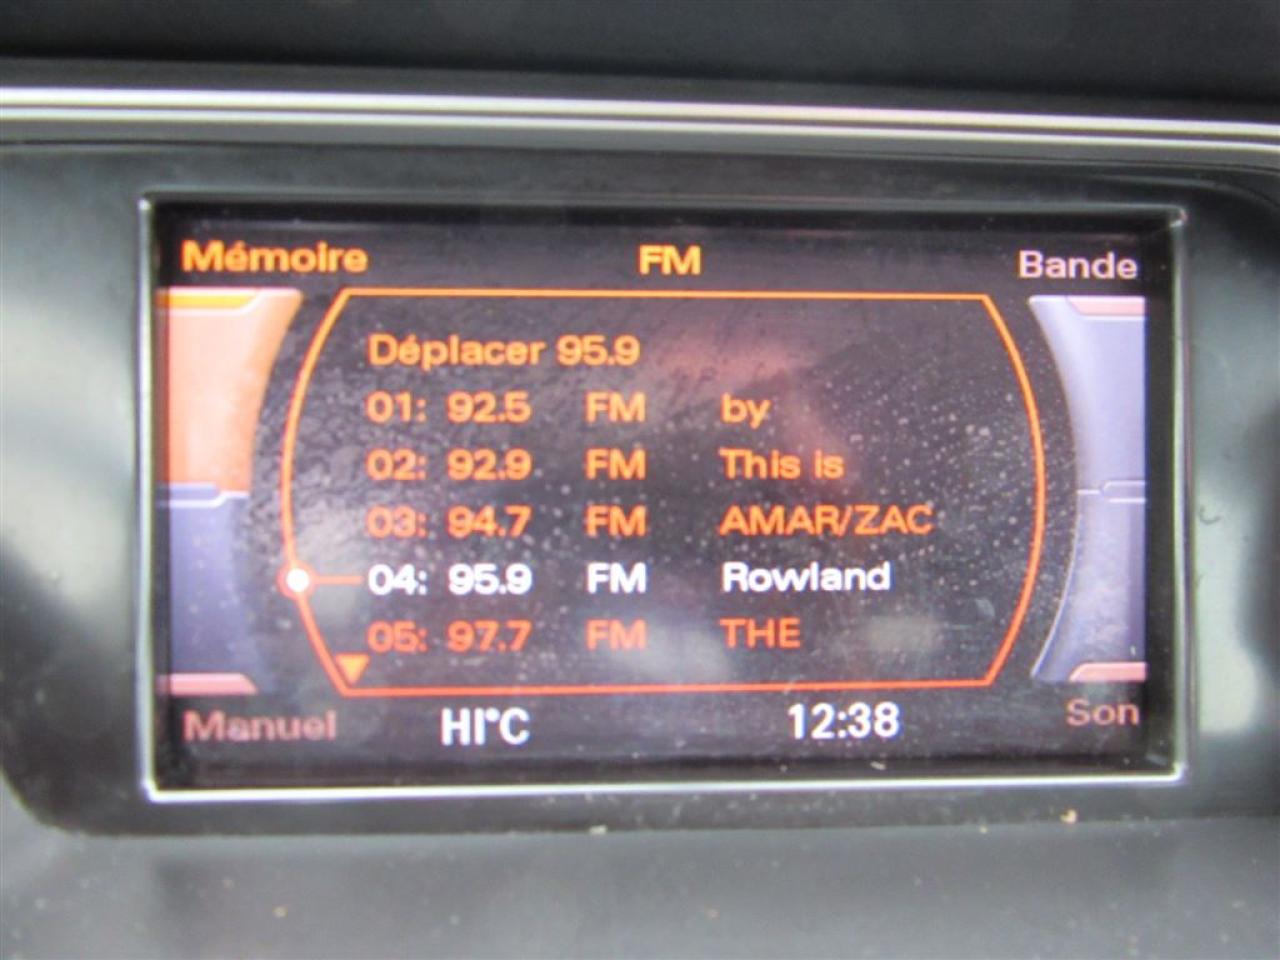 Mémoire FM Bande
Déplacer 95.9
01: 92.5 FM by
02: 92.9 FM This is
03: 94.7 FM AMAR/ZAC
04: 95.9 FM Rowland
05: 97.7 FM THE
Manuel HI°C 12:38 Son